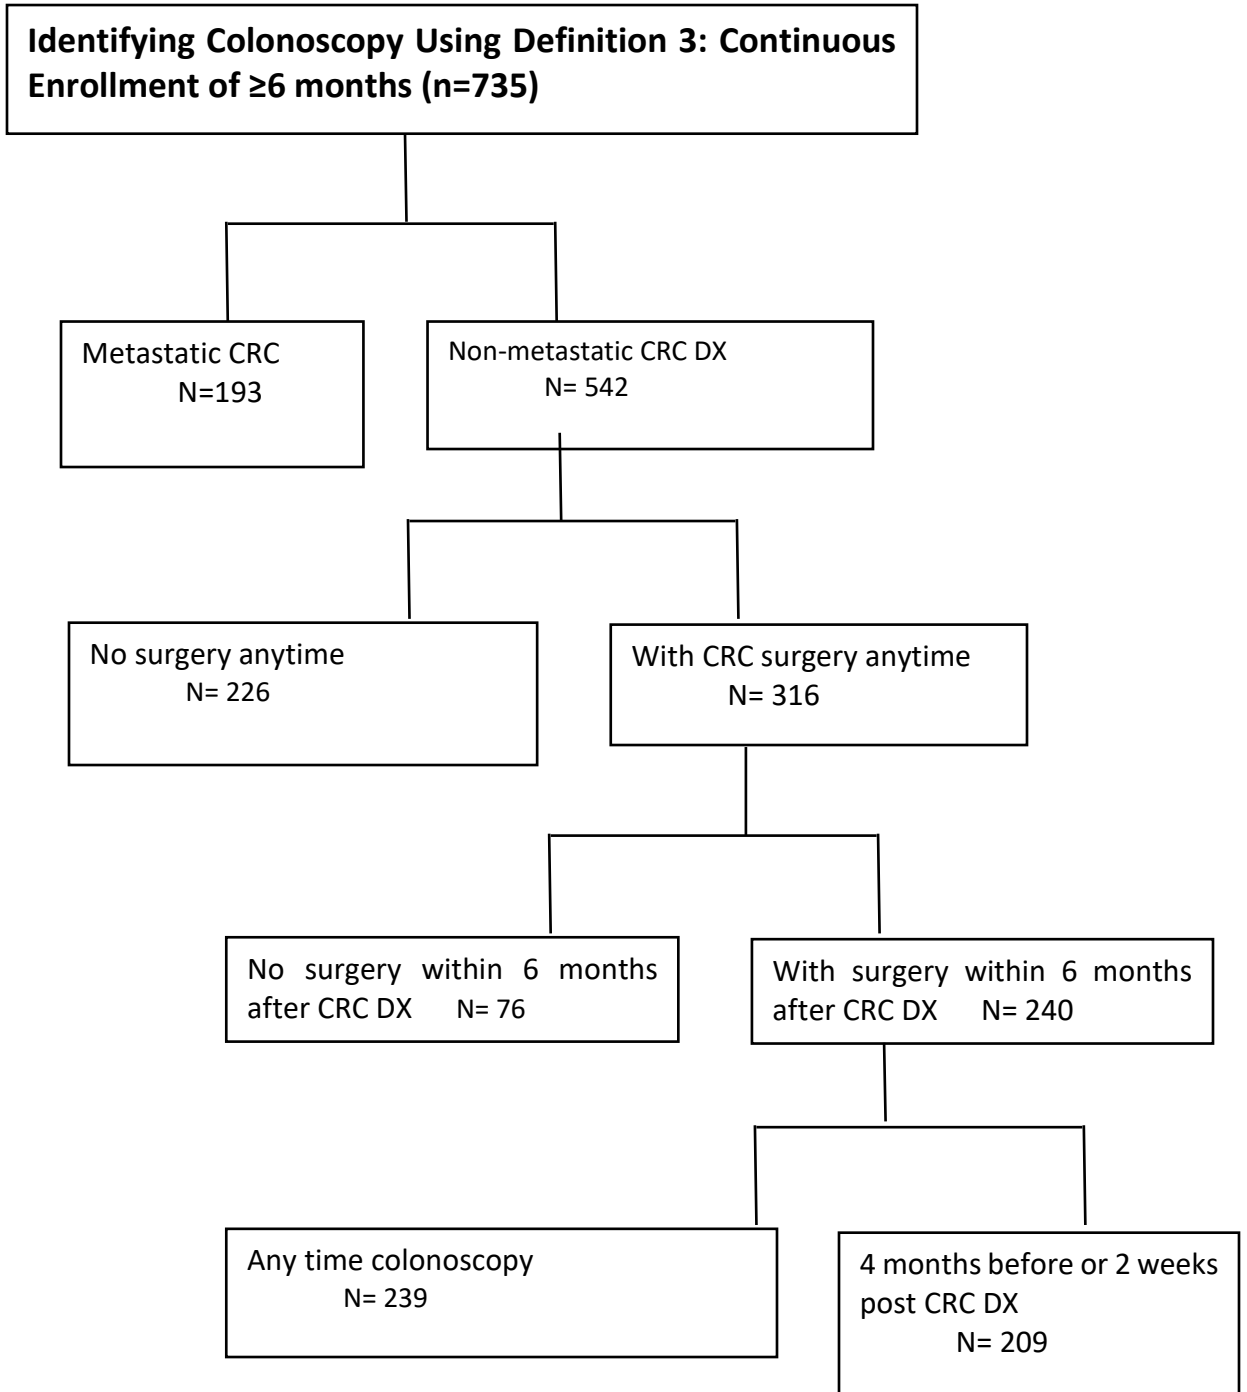 Identifying Colonoscopy Using Definition 3: Continuous
Enrollment of ≥6 months (n=735)
Metastatic CRC
N=193
Non-metastatic CRC DX
N= 542
No surgery anytime
N= 226
With CRC surgery anytime
N= 316
No surgery within 6 months
after CRC DX N= 76
With surgery within 6 months
after CRC DX N= 240
Any time colonoscopy
N= 239
4 months before or 2 weeks
post CRC DX
N= 209